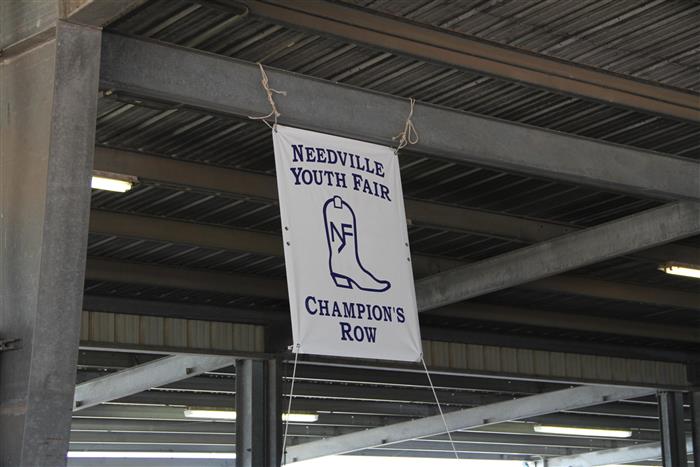 NEEDVILLE
YOUTH FAIR
NF
CHAMPION'S
ROW